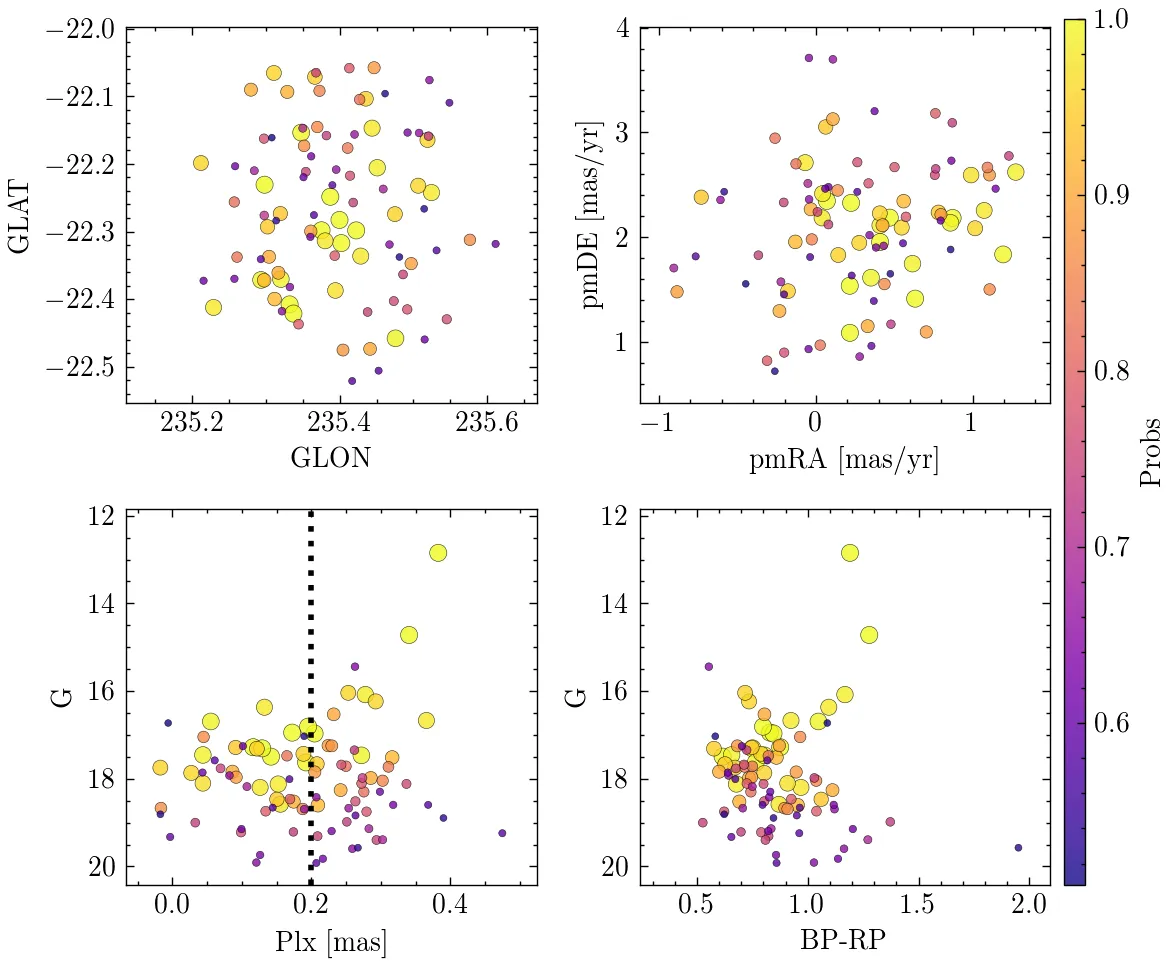 −22.0
−22.1
−22.2
−22.3
−22.4
−22.5
GLAT
235.2 235.4 235.6
GLON
4
3
2
1
pmDE [mas/yr]
−1 0 1
pmRA [mas/yr]
12
14
16
18
20
G
0.0 0.2 0.4
Plx [mas]
12
14
16
18
20
G
0.5 1.0 1.5 2.0
BP-RP
1.0
0.9
0.8
0.7
0.6
Probs